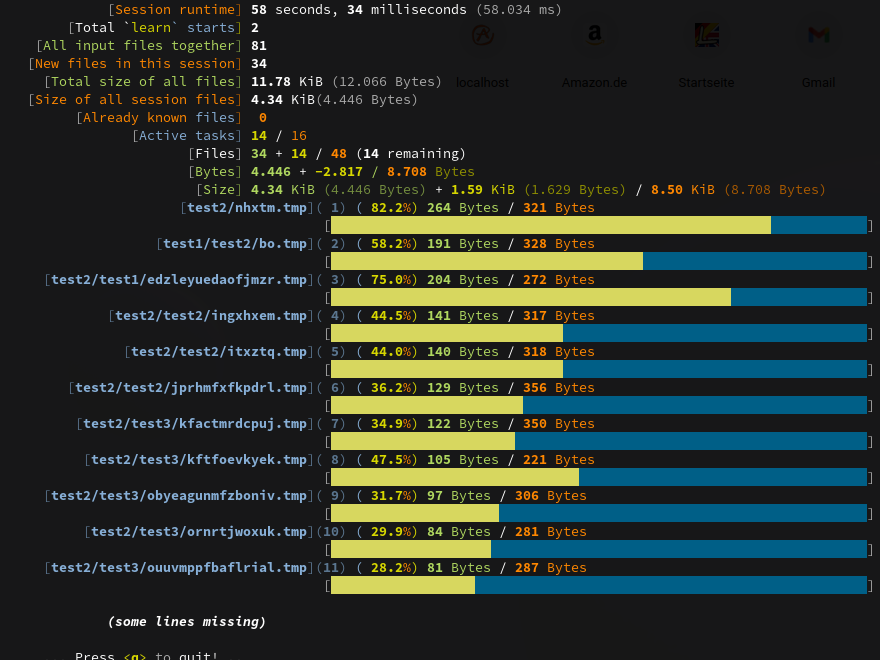 [Session runtime] 58 seconds, 34 milliseconds (58.034 ms)
[Total `learn` starts] 2
[All input files together] 81
[New files in this session] 34
[Total size of all files] 11.78 KiB (12.066 Bytes)
[Size of all session files] 4.34 KiB(4.446 Bytes)
localhost Amazon.de Startseite Gmail
[Already known files] 0
[Active tasks] 14 / 16
[Files] 34 + 14 / 48 (14 remaining)
[Bytes] 4.446 + -2.817 / 8.708 Bytes
[Size] 4.34 KiB (4.446 Bytes) + 1.59 KiB (1.629 Bytes) / 8.50 KiB (8.708 Bytes)
[test2/nhxtm.tmp]( 1) ( 82.2%) 264 Bytes / 321 Bytes
[ ]
[test1/test2/bo.tmp]( 2) ( 58.2%) 191 Bytes / 328 Bytes
[ ]
[test2/test1/edzleyuedaofjmzr.tmp]( 3) ( 75.0%) 204 Bytes / 272 Bytes
[ ]
[test2/test2/ingxhxem.tmp]( 4) ( 44.5%) 141 Bytes / 317 Bytes
[ ]
[test2/test2/itxztq.tmp]( 5) ( 44.0%) 140 Bytes / 318 Bytes
[ ]
[test2/test2/jprhmfxfkpdrl.tmp]( 6) ( 36.2%) 129 Bytes / 356 Bytes
[ ]
[test2/test3/kfactmrdcpuj.tmp]( 7) ( 34.9%) 122 Bytes / 350 Bytes
[ ]
[test2/test3/kftfoevkyek.tmp]( 8) ( 47.5%) 105 Bytes / 221 Bytes
[ ]
[test2/test3/obyeagunmfzboniv.tmp]( 9) ( 31.7%) 97 Bytes / 306 Bytes
[ ]
[test2/test3/ornrtjwoxuk.tmp](10) ( 29.9%) 84 Bytes / 281 Bytes
[ ]
[test2/test3/ouuvmppfbaflrial.tmp](11) ( 28.2%) 81 Bytes / 287 Bytes
[ ]
(some lines missing)
Press <q> to quit!